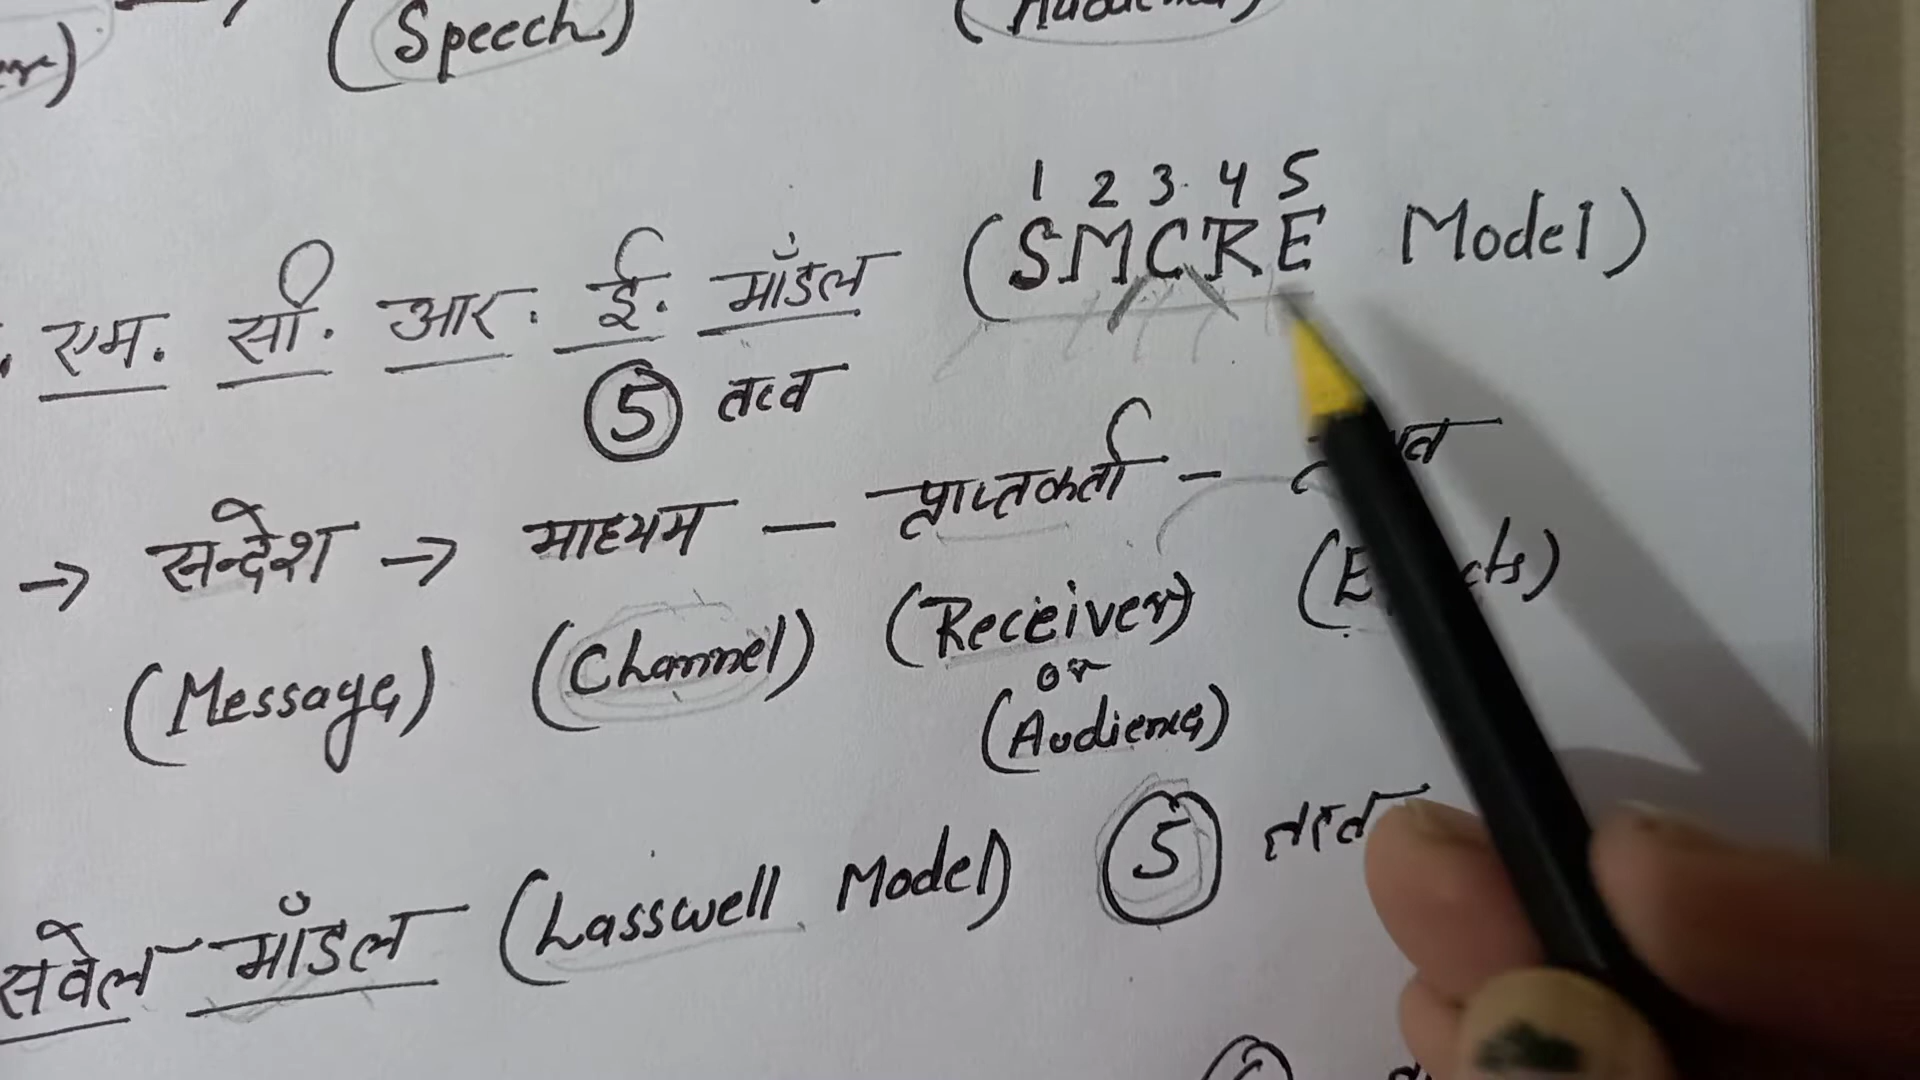 (Speech)
1 2 3 4 5
एम. सी. आर. ई. मॉडल (SMCRE Model)
5 तत्व
→ सन्देश → माध्यम — प्राप्तकर्ता -
(Message) (Channel) (Receiver)
or
(Audience)
मॉडल (Lasswell Model) 5 तत्व